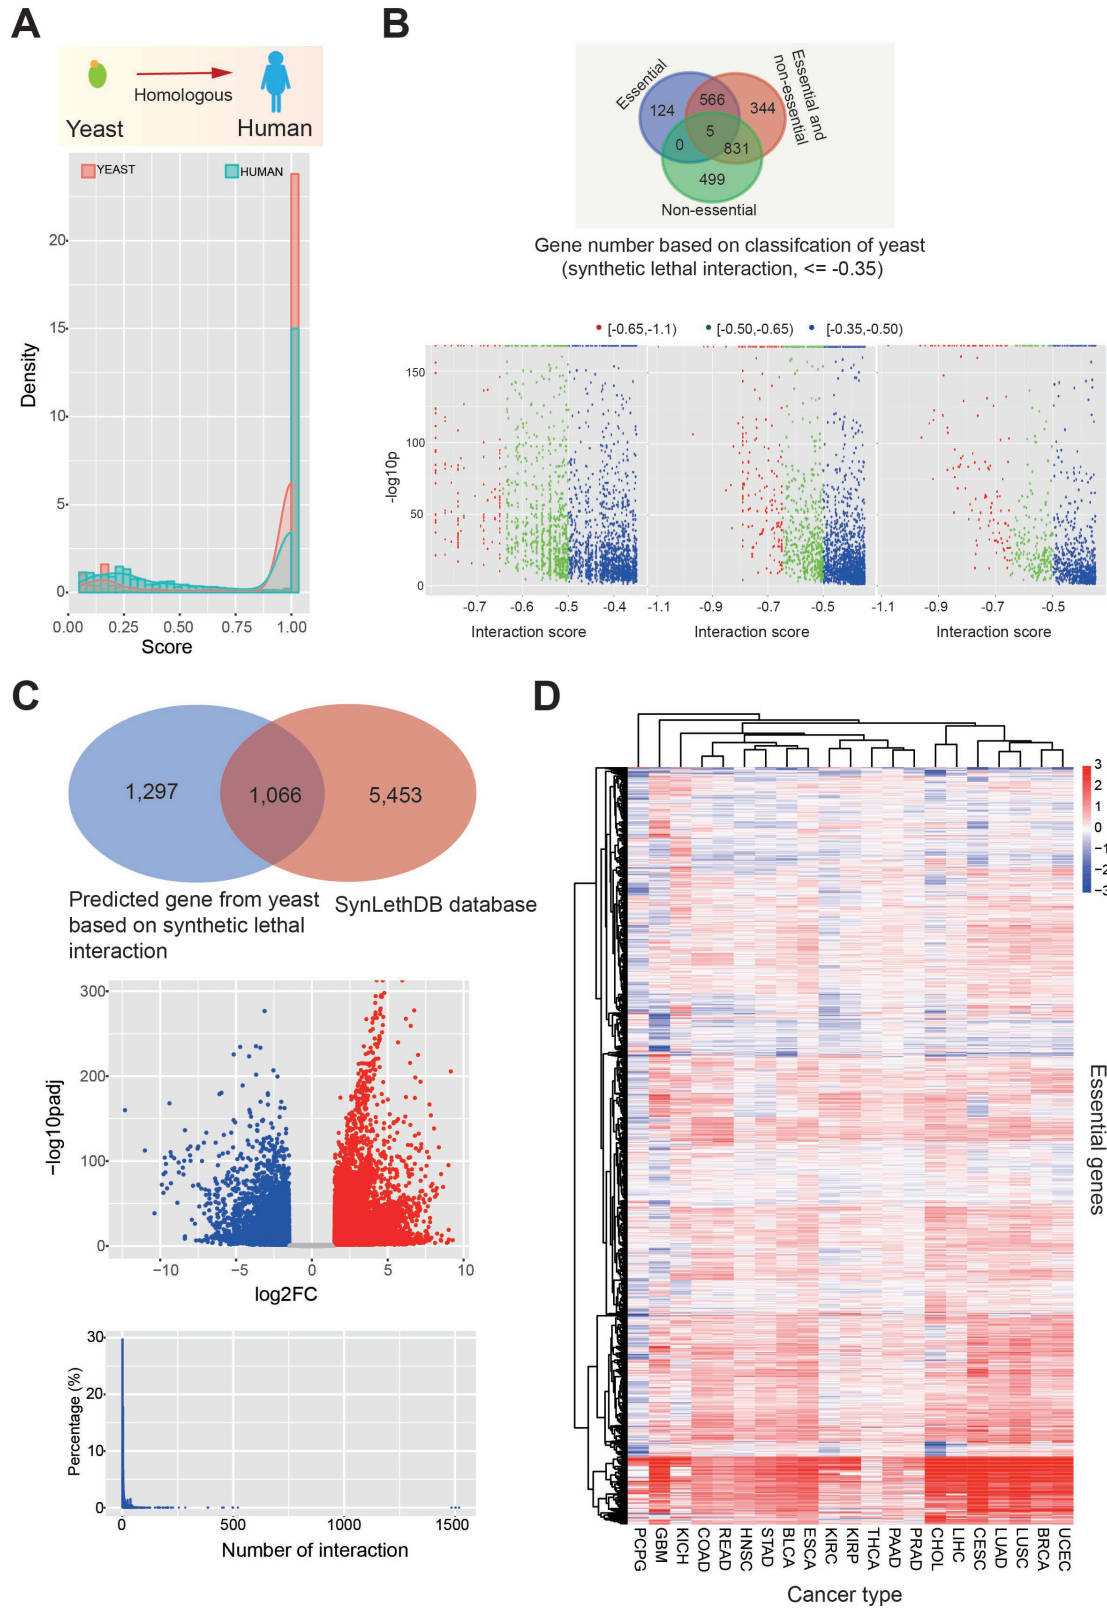 A
Yeast
Homologous
Human
YEAST
HUMAN
Density
20
15
10
5
0
0.00
0.25
0.50
0.75
1.00
Score
B
Essential
Essential and
non-essential
124
566
344
0
5
831
499
Non-essential
Gene number based on classifcation of yeast
(synthetic lethal interaction, <= -0.35)
[-0.65,-1.1)
[-0.50,-0.65)
[-0.35,-0.50)
-log10p
150
100
50
0
-0.7
-0.6
-0.5
-0.4
-1.1
-0.9
-0.7
-0.5
-1.1
-0.9
-0.7
-0.5
Interaction score
Interaction score
Interaction score
C
1,297
1,066
5,453
Predicted gene from yeast
based on synthetic lethal
interaction
SynLethDB database
−log10padj
300
200
100
0
−10
−5
0
5
10
log2FC
Percentage (%)
30
20
10
0
0
500
1000
1500
Number of interaction
D
3
2
1
0
−1
−2
−3
Essential genes
PCPG
GBM
KICH
COAD
READ
HNSC
STAD
BLCA
ESCA
KIRC
KIRP
THCA
PAAD
PRAD
CHOL
LIHC
CESC
LUAD
LUSC
BRCA
UCEC
Cancer type